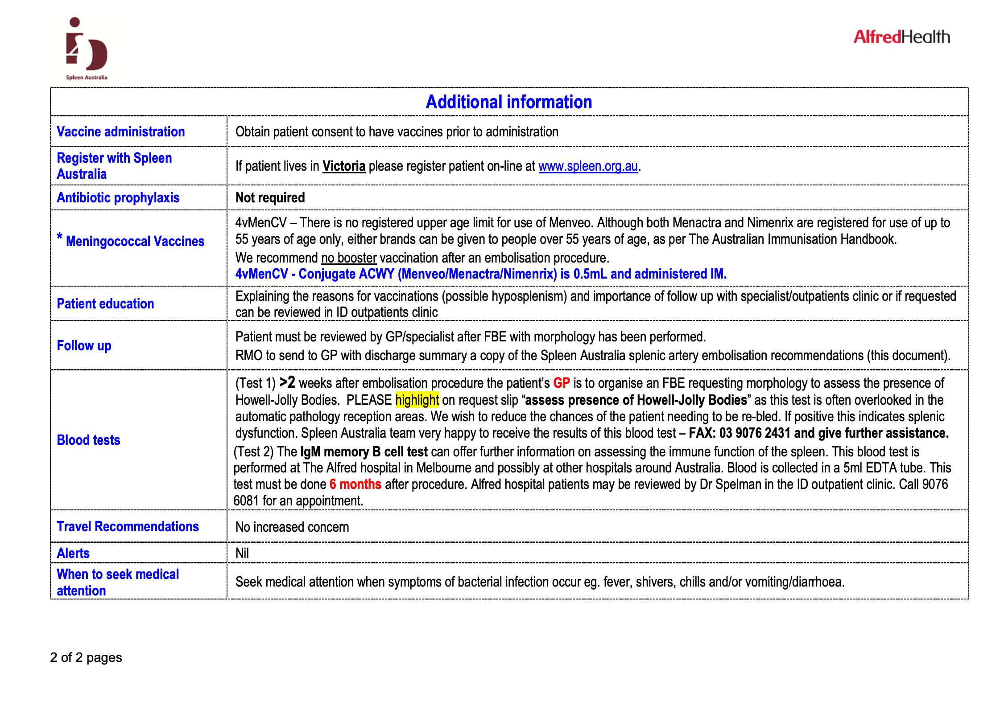 Spleen Australia
AlfredHealth
Additional information
Vaccine administration
Obtain patient consent to have vaccines prior to administration
Register with Spleen
Australia
If patient lives in Victoria please register patient on-line at www.spleen.org.au.
Antibiotic prophylaxis
Not required
* Meningococcal Vaccines
4vMenCV – There is no registered upper age limit for use of Menveo. Although both Menactra and Nimenrix are registered for use of up to
55 years of age only, either brands can be given to people over 55 years of age, as per The Australian Immunisation Handbook.
We recommend no booster vaccination after an embolisation procedure.
4vMenCV - Conjugate ACWY (Menveo/Menactra/Nimenrix) is 0.5mL and administered IM.
Patient education
Explaining the reasons for vaccinations (possible hyposplenism) and importance of follow up with specialist/outpatients clinic or if requested
can be reviewed in ID outpatients clinic
Follow up
Patient must be reviewed by GP/specialist after FBE with morphology has been performed.
RMO to send to GP with discharge summary a copy of the Spleen Australia splenic artery embolisation recommendations (this document).
Blood tests
(Test 1) >2 weeks after embolisation procedure the patient’s GP is to organise an FBE requesting morphology to assess the presence of
Howell-Jolly Bodies.  PLEASE highlight on request slip “assess presence of Howell-Jolly Bodies” as this test is often overlooked in the
automatic pathology reception areas. We wish to reduce the chances of the patient needing to be re-bled. If positive this indicates splenic
dysfunction. Spleen Australia team very happy to receive the results of this blood test – FAX: 03 9076 2431 and give further assistance.
(Test 2) The IgM memory B cell test can offer further information on assessing the immune function of the spleen. This blood test is
performed at The Alfred hospital in Melbourne and possibly at other hospitals around Australia. Blood is collected in a 5ml EDTA tube. This
test must be done 6 months after procedure. Alfred hospital patients may be reviewed by Dr Spelman in the ID outpatient clinic. Call 9076
6081 for an appointment.
Travel Recommendations
No increased concern
Alerts
Nil
When to seek medical
attention
Seek medical attention when symptoms of bacterial infection occur eg. fever, shivers, chills and/or vomiting/diarrhoea.
2 of 2 pages